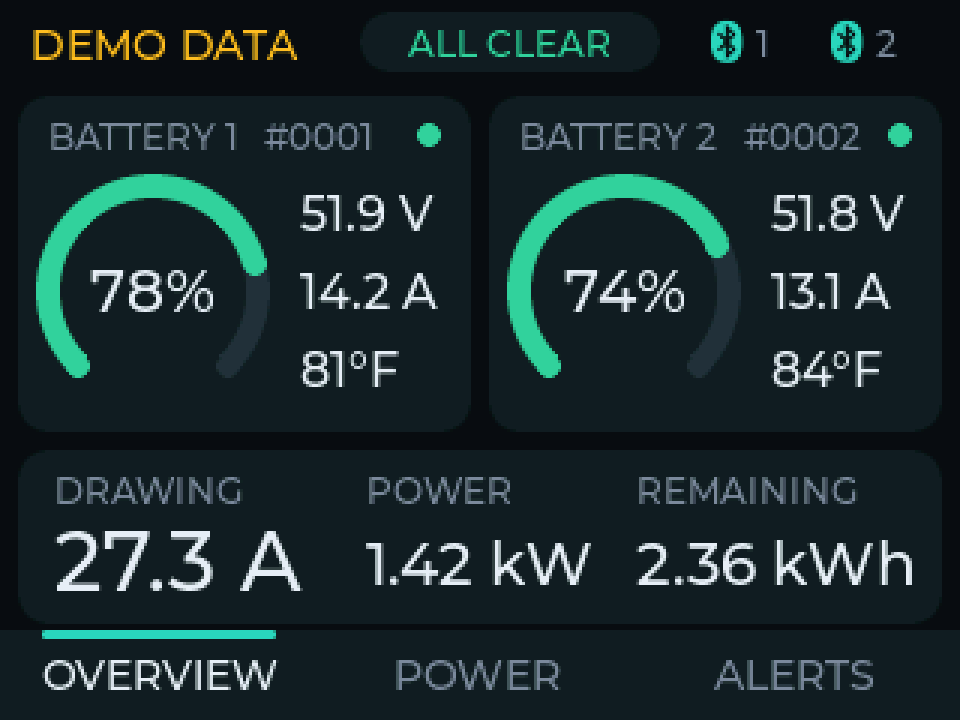 DEMO DATA ALL CLEAR 1 2
BATTERY 1 #0001
51.9 V
78% 14.2 A
81°F
BATTERY 2 #0002
51.8 V
74% 13.1 A
84°F
DRAWING POWER REMAINING
27.3 A 1.42 kW 2.36 kWh
OVERVIEW POWER ALERTS